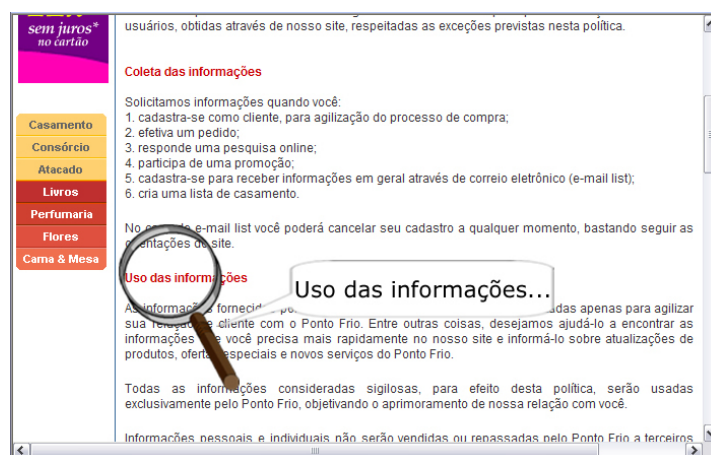 sem juros*
no cartão
Casamento
Consórcio
Atacado
Livros
Perfumaria
Flores
Cama & Mesa
usuários, obtidas através de nosso site, respeitadas as exceções previstas nesta política.
Coleta das informações
Solicitamos informações quando você:
1. cadastra-se como cliente, para agilização do processo de compra;
2. efetiva um pedido;
3. responde uma pesquisa online;
4. participa de uma promoção;
5. cadastra-se para receber informações em geral através de correio eletrônico (e-mail list);
6. cria uma lista de casamento.
No e-mail list você poderá cancelar seu cadastro a qualquer momento, bastando seguir as
do site.
Uso das informações
Uso das informações...
As informações apenas para agilizar
sua cliente com o Ponto Frio. Entre outras coisas, desejamos ajudá-lo a encontrar as
informações você precisa mais rapidamente no nosso site e informá-lo sobre atualizações de
produtos, especiais e novos serviços do Ponto Frio.
Todas as informações consideradas sigilosas, para efeito desta política, serão usadas
exclusivamente pelo Ponto Frio, objetivando o aprimoramento de nossa relação com você.
Informações pessoais e individuais não serão vendidas ou repassadas pelo Ponto Frio a terceiros